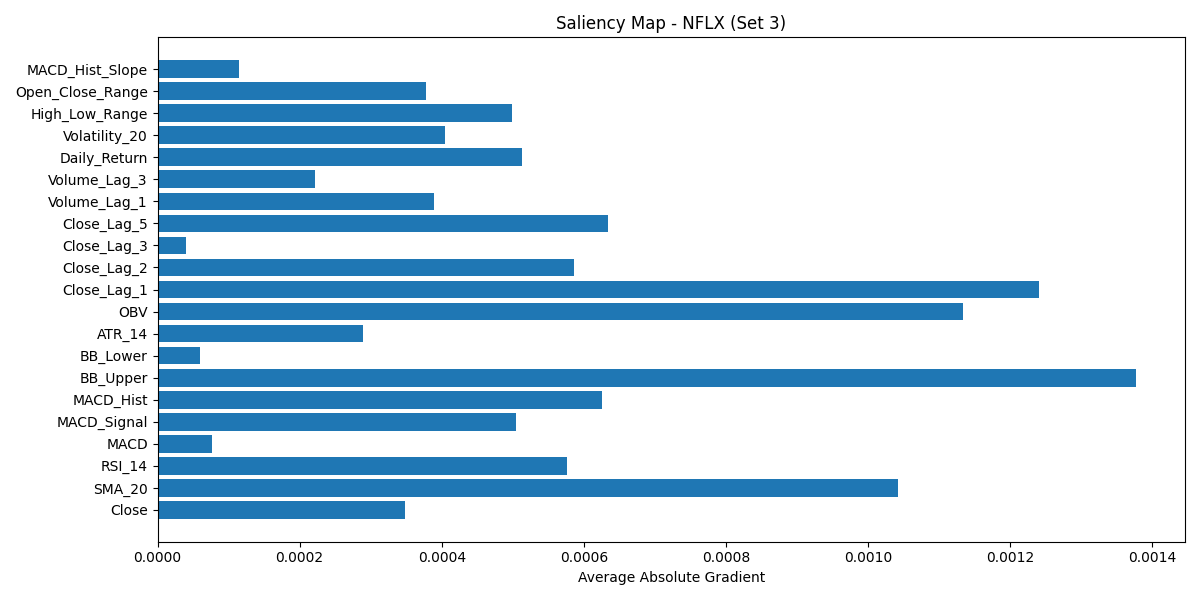 Saliency Map - NFLX (Set 3)
MACD_Hist_Slope
Open_Close_Range
High_Low_Range
Volatility_20
Daily_Return
Volume_Lag_3
Volume_Lag_1
Close_Lag_5
Close_Lag_3
Close_Lag_2
Close_Lag_1
OBV
ATR_14
BB_Lower
BB_Upper
MACD_Hist
MACD_Signal
MACD
RSI_14
SMA_20
Close
0.0000 0.0002 0.0004 0.0006 0.0008 0.0010 0.0012 0.0014
Average Absolute Gradient